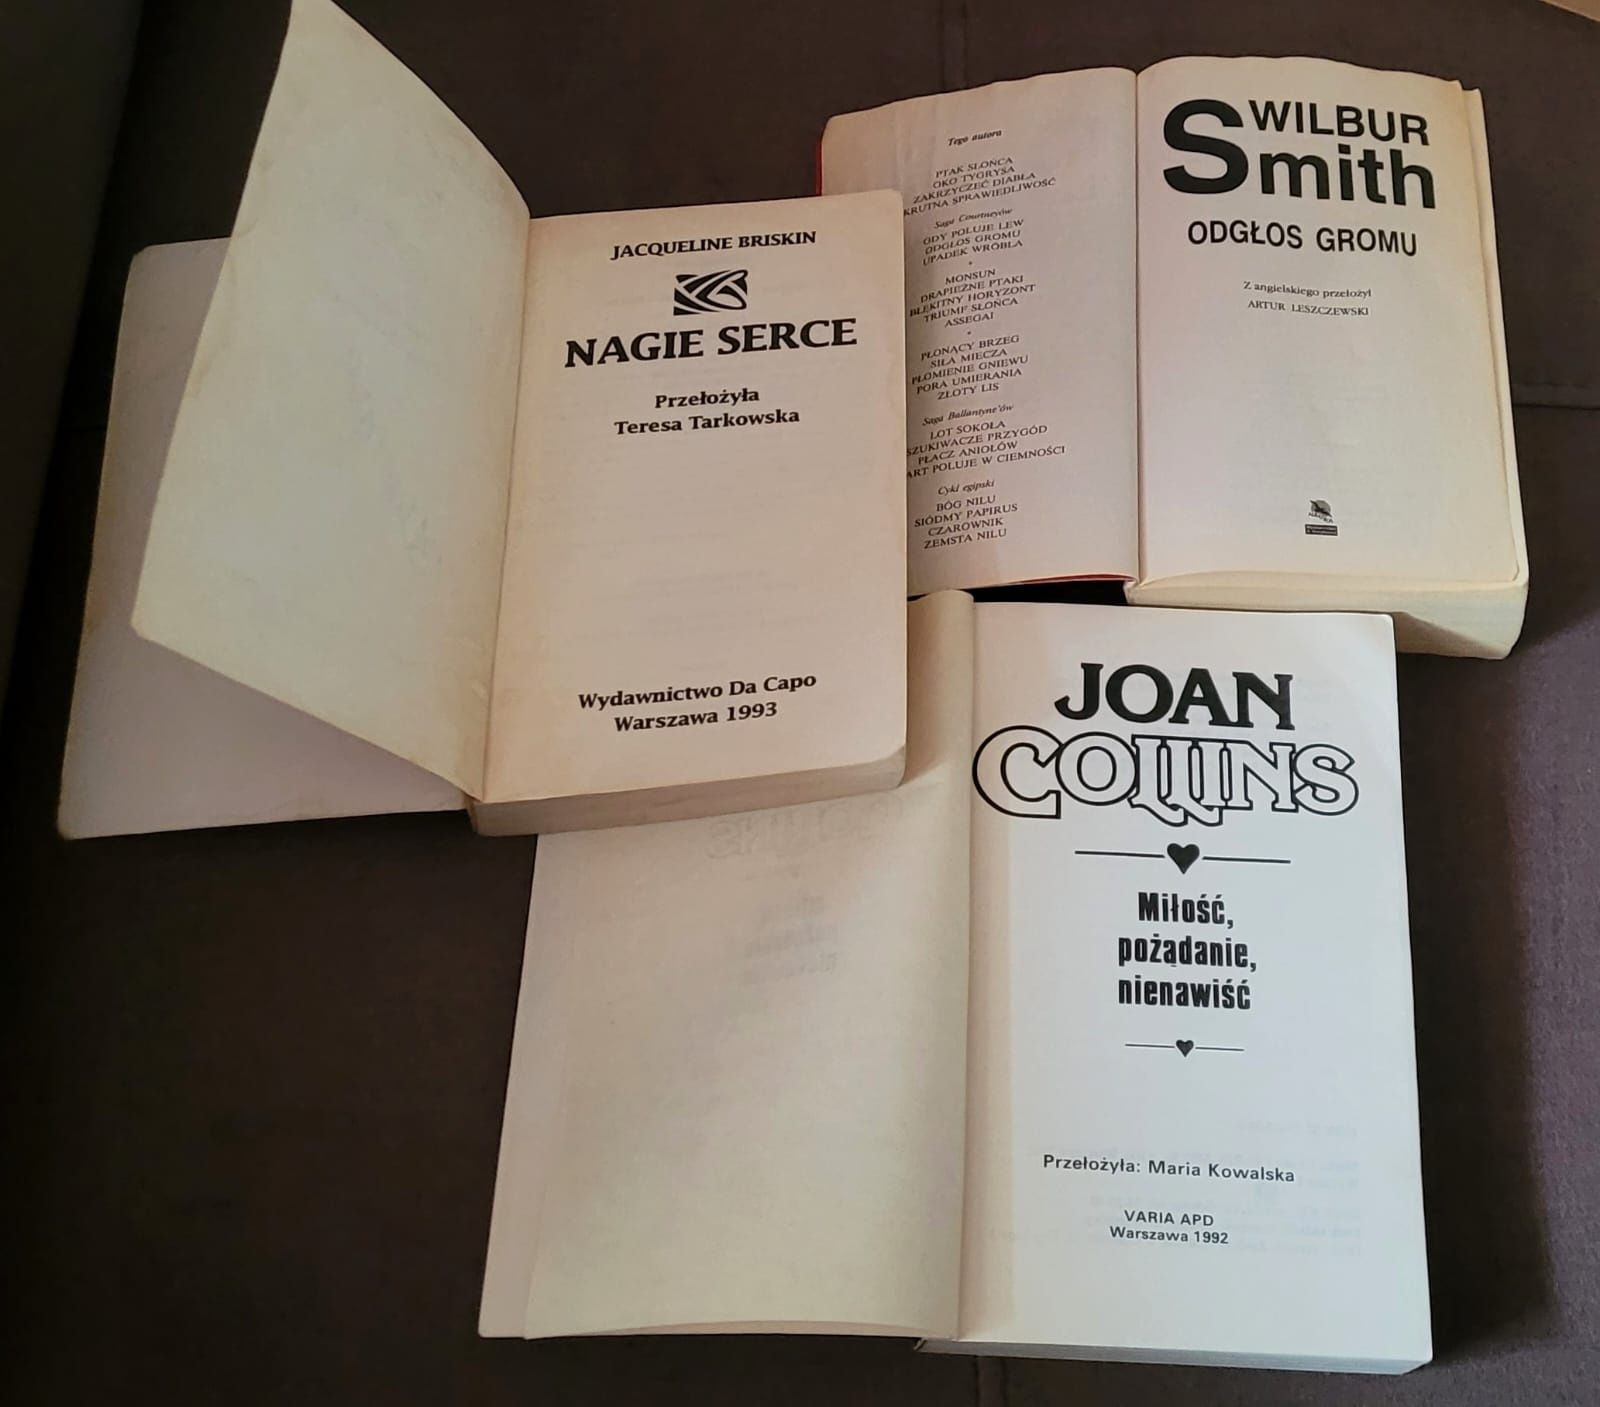 JACQUELINE BRISKIN
NAGIE SERCE
Przełożyła
Teresa Tarkowska
Wydawnictwo Da Capo
Warszawa 1993
Tego autora
PTAK SŁOŃCA
OKO TYGRYSA
ZAKRZYCZEĆ DIABŁA
KRUTNA SPRAWIEDLIWOŚĆ
Saga Courtneyów
GDY POLUJE LEW
ODGŁOS GROMU
UPADEK WRÓBLA
*
MONSUN
DRAPIEŻNE PTAKI
BŁĘKITNY HORYZONT
TRIUMF SŁOŃCA
ASSEGAI
*
PŁONĄCY BRZEG
SIŁA MIECZA
PŁOMIENIE GNIEWU
PORA UMIERANIA
ZŁOTY LIS
Saga Ballantyne'ów
LOT SOKOŁA
SZUKIWACZE PRZYGÓD
PŁACZ ANIOŁÓW
ART POLUJE W CIEMNOŚCI
Cykl egipski
BÓG NILU
SIÓDMY PAPIRUS
CZAROWNIK
ZEMSTA NILU
WILBUR
Smith
ODGŁOS GROMU
Z angielskiego przełożył
ARTUR LESZCZEWSKI
JOAN
COLLINS
Miłość,
pożądanie,
nienawiść
Przełożyła: Maria Kowalska
VARIA APD
Warszawa 1992